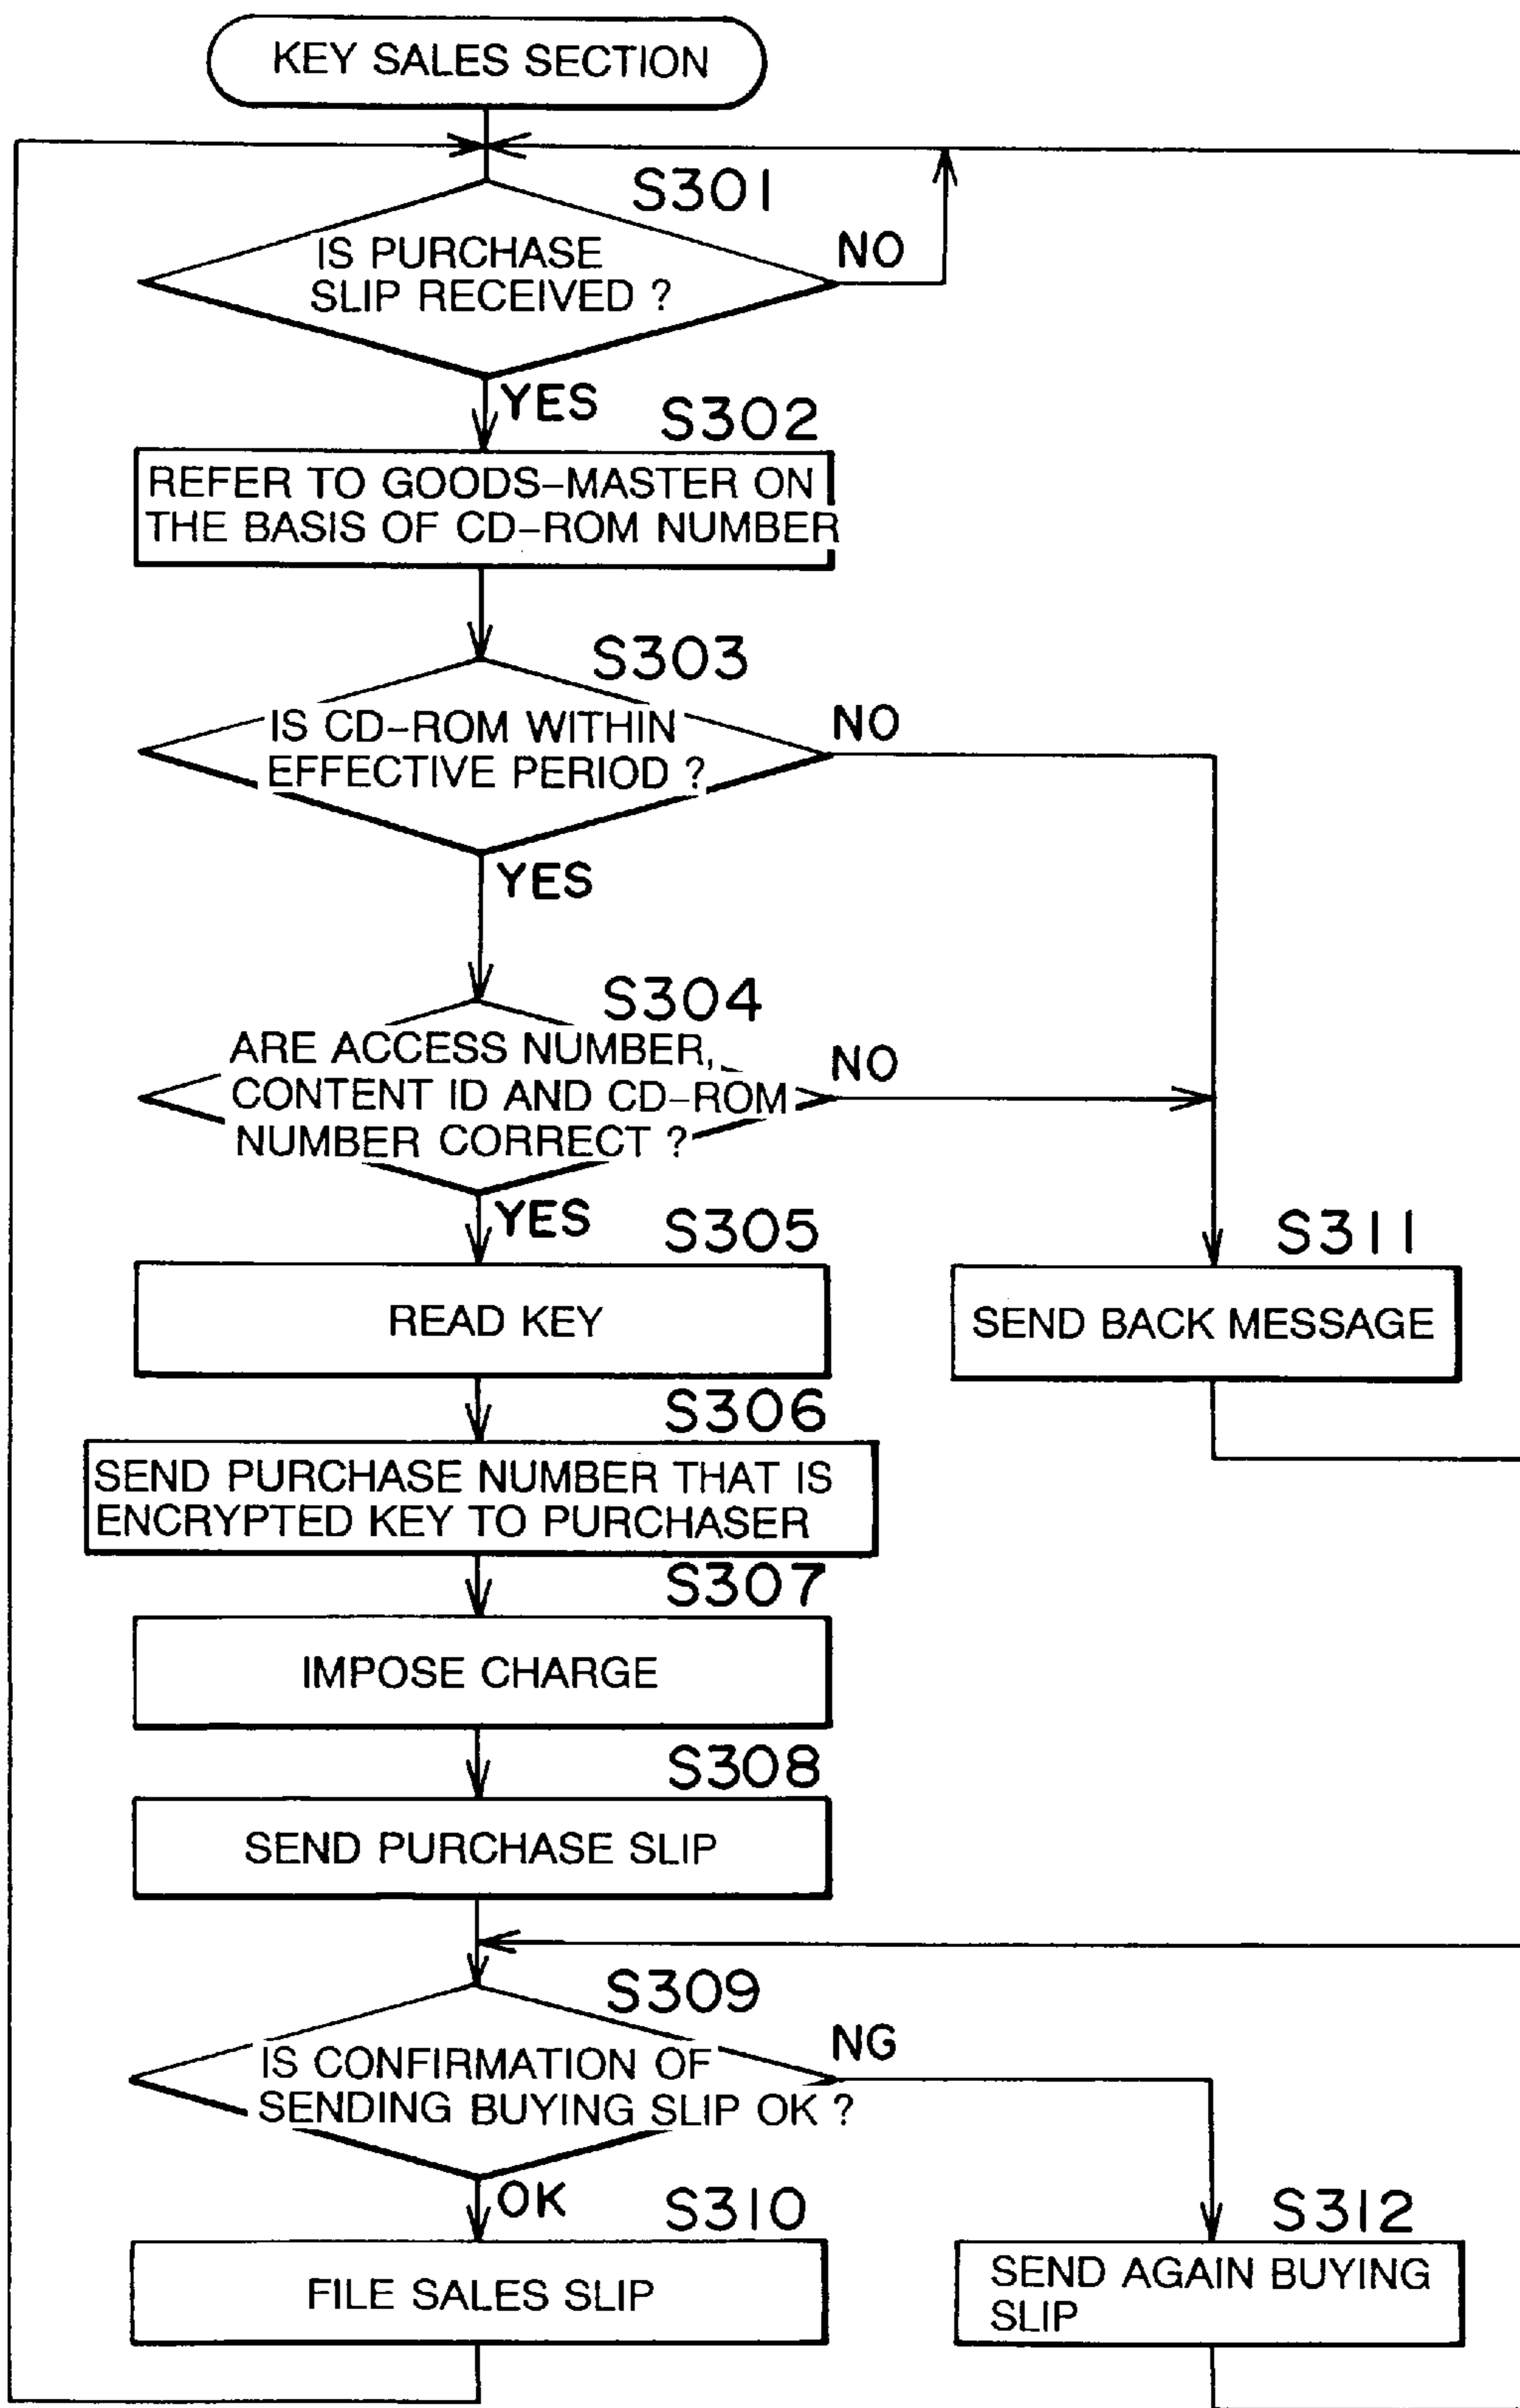 KEY SALES SECTION
S301
IS PURCHASE
SLIP RECEIVED ?
NO
YES
S302
REFER TO GOODS-MASTER ON
THE BASIS OF CD-ROM NUMBER
S303
IS CD-ROM WITHIN
EFFECTIVE PERIOD ?
NO
YES
S304
ARE ACCESS NUMBER,
CONTENT ID AND CD-ROM
NUMBER CORRECT ?
NO
YES
S305
READ KEY
S311
SEND BACK MESSAGE
S306
SEND PURCHASE NUMBER THAT IS
ENCRYPTED KEY TO PURCHASER
S307
IMPOSE CHARGE
S308
SEND PURCHASE SLIP
S309
IS CONFIRMATION OF
SENDING BUYING SLIP OK ?
NG
OK
S310
FILE SALES SLIP
S312
SEND AGAIN BUYING
SLIP